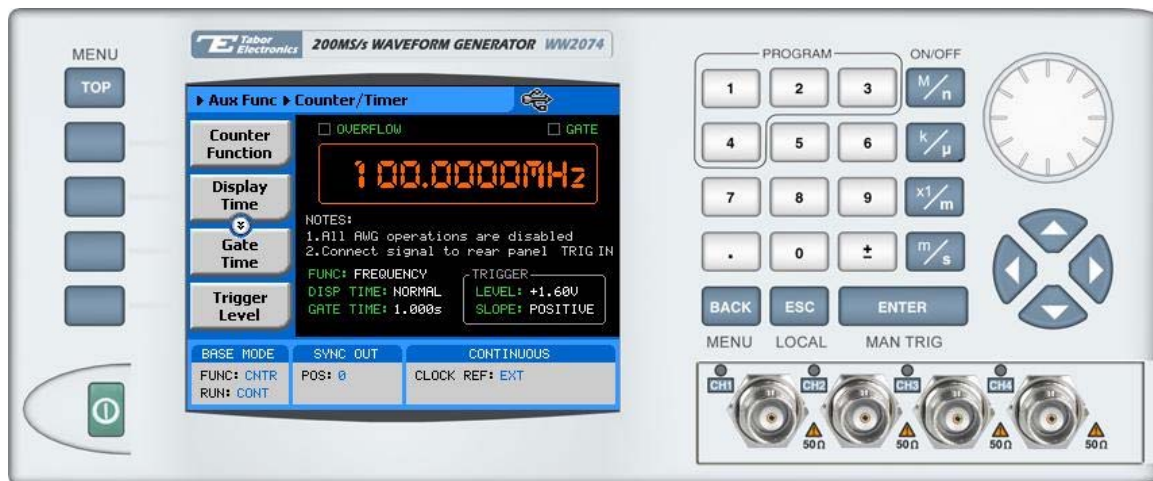 MENU
TOP
Tabor Electronics 200MS/s WAVEFORM GENERATOR WW2074
▶ Aux Func ▶ Counter/Timer
Counter Function
Display Time
Gate Time
Trigger Level
OVERFLOW GATE
100.0000MHz
NOTES:
1.All AWG operations are disabled
2.Connect signal to rear panel TRIG IN
FUNC: FREQUENCY
DISP TIME: NORMAL
GATE TIME: 1.000s
TRIGGER
LEVEL: +1.60V
SLOPE: POSITIVE
BASE MODE
FUNC: CNTR
RUN: CONT
SYNC OUT
POS: 0
CONTINUOUS
CLOCK REF: EXT
PROGRAM ON/OFF
1 2 3 M/n
4 5 6 k/µ
7 8 9 x1/m
. 0 ± m/s
BACK ESC ENTER
MENU LOCAL MAN TRIG
CH1 CH2 CH3 CH4
50Ω 50Ω 50Ω 50Ω